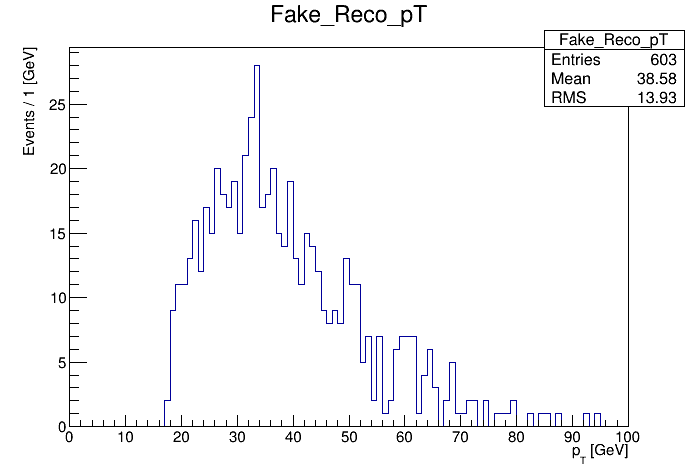 Fake_Reco_pT
Fake_Reco_pT
Entries 603
Mean 38.58
RMS 13.93
Events / 1 [GeV]
25
20
15
10
5
0
0 10 20 30 40 50 60 70 80 90 100
p_T [GeV]